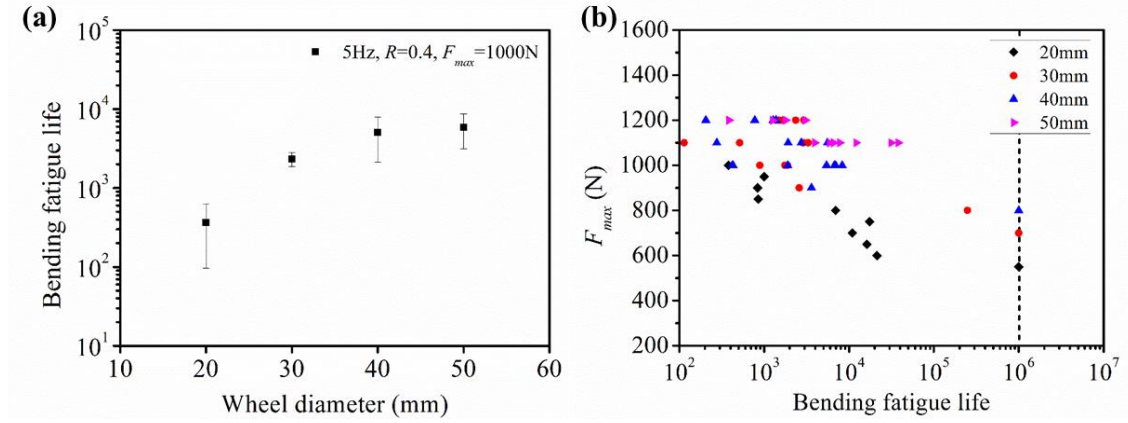 (a)
10^5
10^4
10^3
10^2
10^1
Bending fatigue life
5Hz, R=0.4, F_max=1000N
10 20 30 40 50 60
Wheel diameter (mm)
(b)
1600
1400
1200
1000
800
600
400
200
F_max (N)
20mm
30mm
40mm
50mm
10^2 10^3 10^4 10^5 10^6 10^7
Bending fatigue life